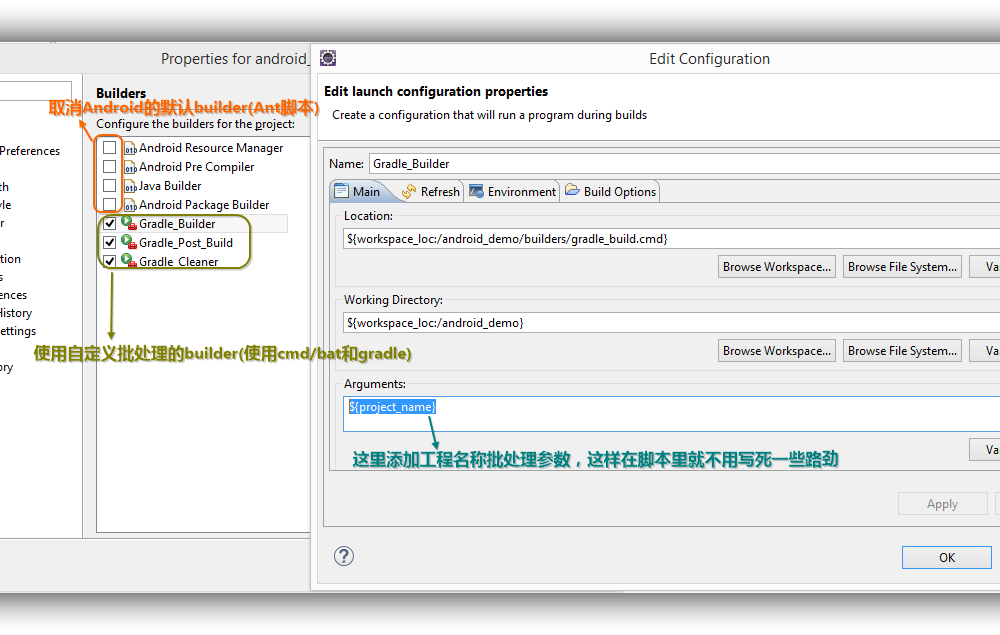 Properties for android_
Edit Configuration
Builders
取消Android的默认builder(Ant脚本)
Configure the builders for the project:
Android Resource Manager
Android Pre Compiler
Java Builder
Android Package Builder
Gradle_Builder
Gradle_Post_Build
Gradle_Cleaner
使用自定义批处理的builder(使用cmd/bat和gradle)
Preferences
th
yle
r
tion
s
ences
History
ettings
ory
Edit launch configuration properties
Create a configuration that will run a program during builds
Name: Gradle_Builder
Main Refresh Environment Build Options
Location:
${workspace_loc:/android_demo/builders/gradle_build.cmd}
Browse Workspace... Browse File System... Va
Working Directory:
${workspace_loc:/android_demo}
Browse Workspace... Browse File System... Va
Arguments:
${project_name}
这里添加工程名称批处理参数，这样在脚本里就不用写死一些路劲
Va
Apply
OK